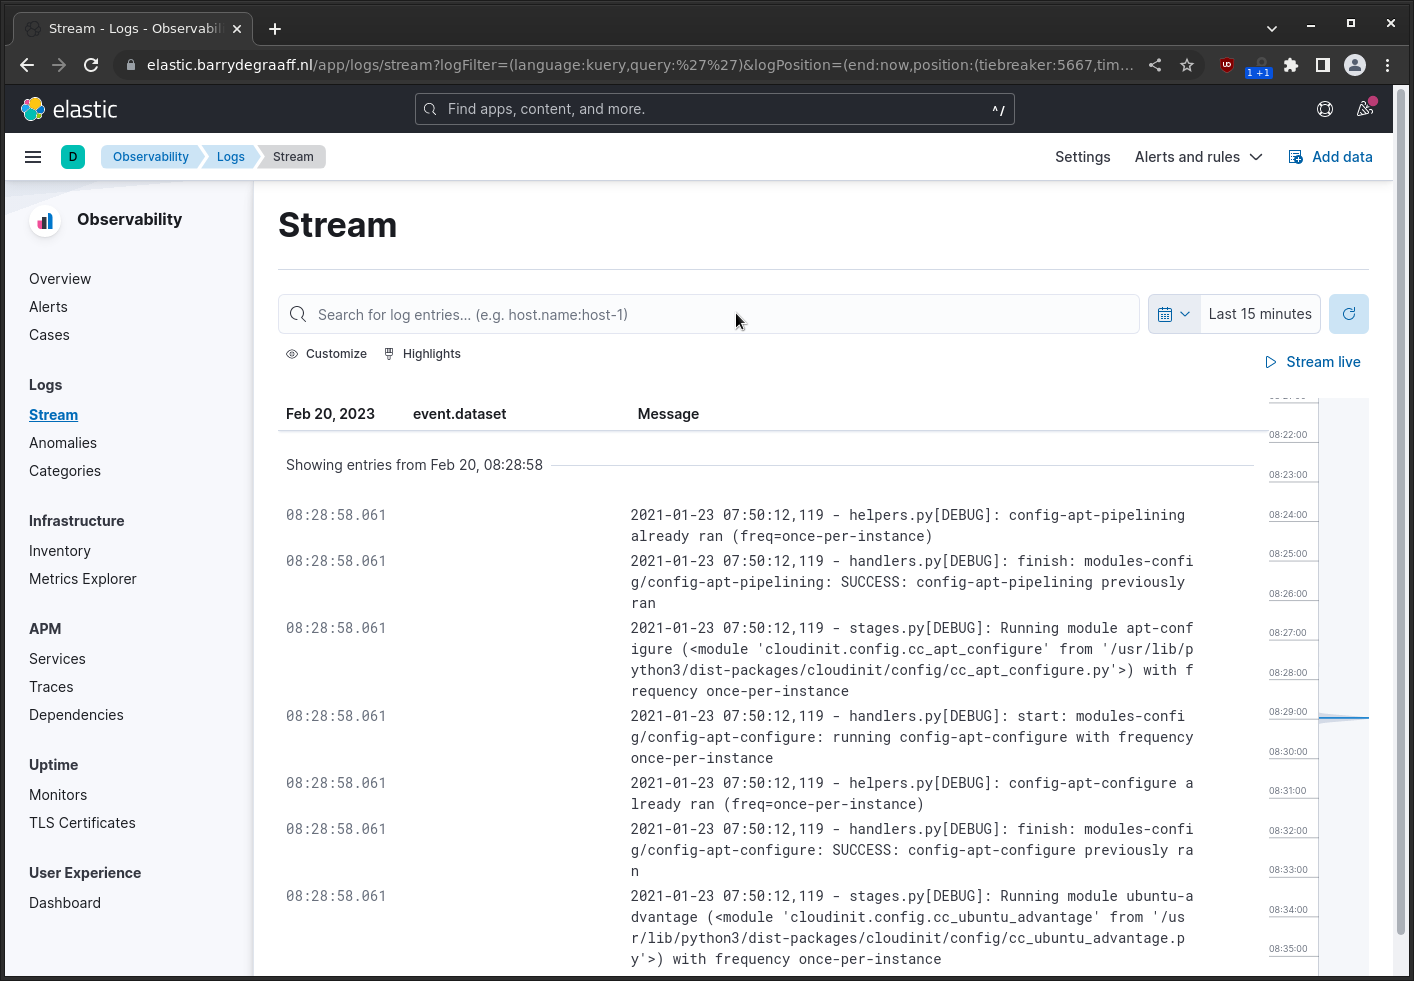 Stream - Logs - Observabil
elastic.barrydegraaff.nl/app/logs/stream?logFilter=(language:kuery,query:%27%27)&logPosition=(end:now,position:(tiebreaker:5667,tim...
1 +1
elastic
Find apps, content, and more.
^/
D
Observability
Logs
Stream
Settings
Alerts and rules
Add data
Observability
Overview
Alerts
Cases
Logs
Stream
Anomalies
Categories
Infrastructure
Inventory
Metrics Explorer
APM
Services
Traces
Dependencies
Uptime
Monitors
TLS Certificates
User Experience
Dashboard
Stream
Search for log entries... (e.g. host.name:host-1)
Last 15 minutes
Customize
Highlights
Stream live
Feb 20, 2023 event.dataset Message
Showing entries from Feb 20, 08:28:58
08:28:58.061 2021-01-23 07:50:12,119 - helpers.py[DEBUG]: config-apt-pipelining
already ran (freq=once-per-instance)
08:28:58.061 2021-01-23 07:50:12,119 - handlers.py[DEBUG]: finish: modules-confi
g/config-apt-pipelining: SUCCESS: config-apt-pipelining previously
ran
08:28:58.061 2021-01-23 07:50:12,119 - stages.py[DEBUG]: Running module apt-conf
igure (<module 'cloudinit.config.cc_apt_configure' from '/usr/lib/p
ython3/dist-packages/cloudinit/config/cc_apt_configure.py'>) with f
requency once-per-instance
08:28:58.061 2021-01-23 07:50:12,119 - handlers.py[DEBUG]: start: modules-confi
g/config-apt-configure: running config-apt-configure with frequency
once-per-instance
08:28:58.061 2021-01-23 07:50:12,119 - helpers.py[DEBUG]: config-apt-configure a
lready ran (freq=once-per-instance)
08:28:58.061 2021-01-23 07:50:12,119 - handlers.py[DEBUG]: finish: modules-confi
g/config-apt-configure: SUCCESS: config-apt-configure previously ra
n
08:28:58.061 2021-01-23 07:50:12,119 - stages.py[DEBUG]: Running module ubuntu-a
dvantage (<module 'cloudinit.config.cc_ubuntu_advantage' from '/us
r/lib/python3/dist-packages/cloudinit/config/cc_ubuntu_advantage.p
y'>) with frequency once-per-instance
08:22:00
08:23:00
08:24:00
08:25:00
08:26:00
08:27:00
08:28:00
08:29:00
08:30:00
08:31:00
08:32:00
08:33:00
08:34:00
08:35:00